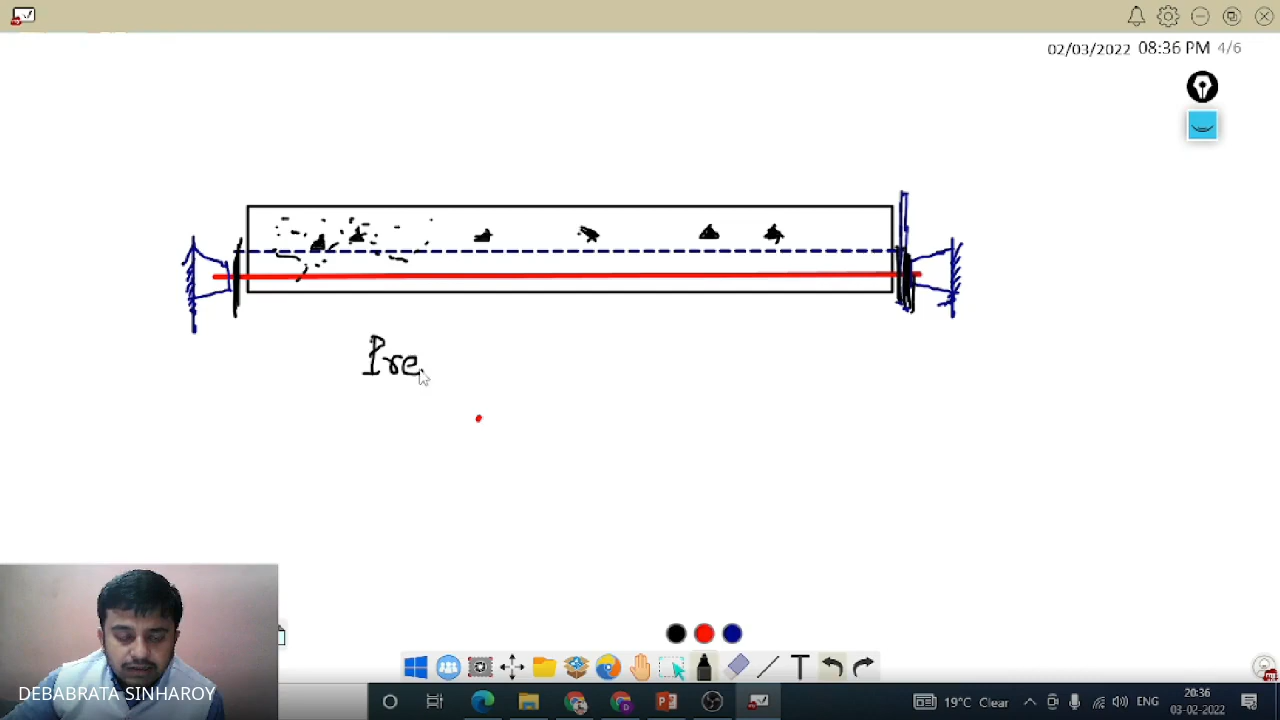 02/03/2022 08:36 PM 4/6
Pre
DEBABRATA SINHAROY
19°C Clear
ENG
20:36
03-02-2022